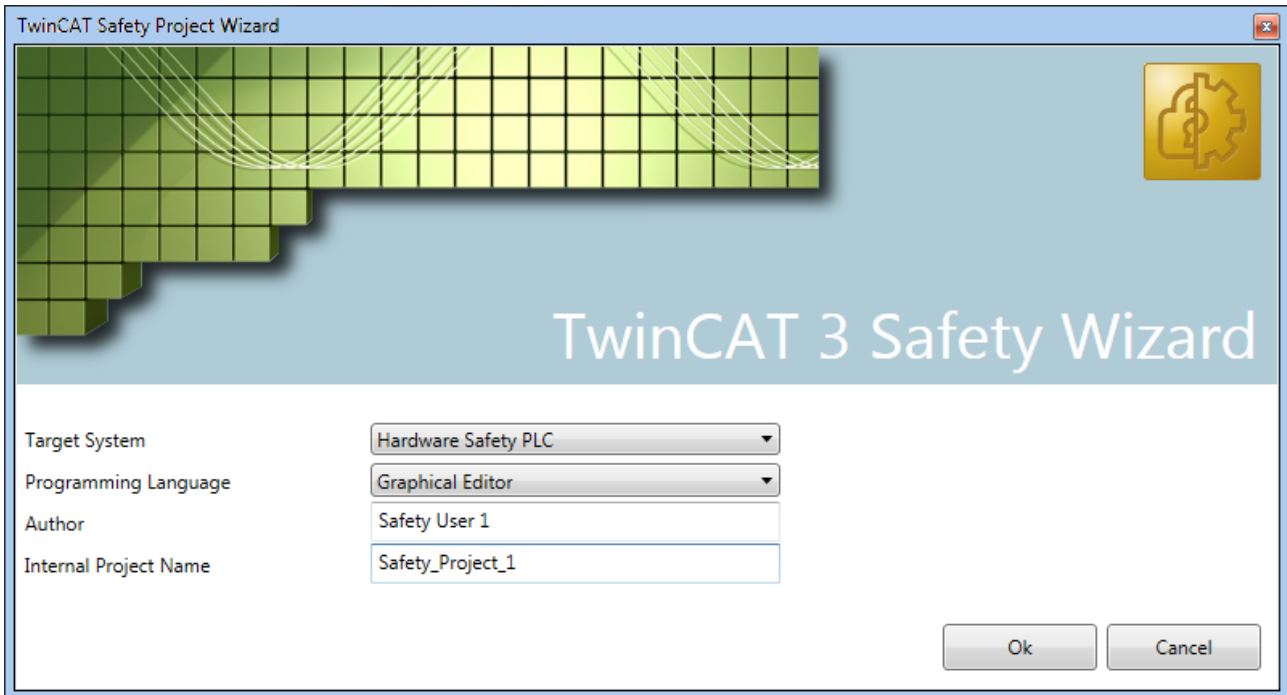 TwinCAT Safety Project Wizard
TwinCAT 3 Safety Wizard
Target System Hardware Safety PLC
Programming Language Graphical Editor
Author Safety User 1
Internal Project Name Safety_Project_1
Ok Cancel